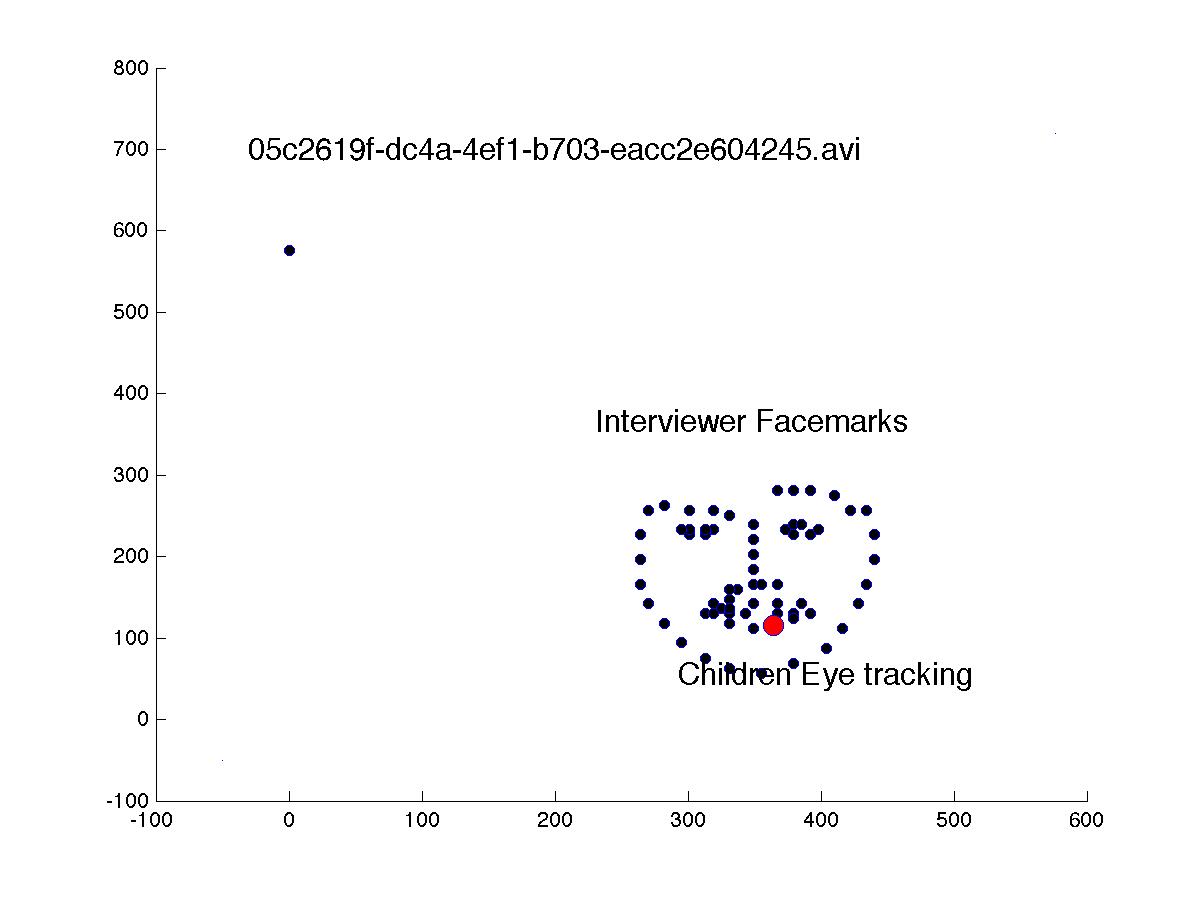 800
05c2619f-dc4a-4ef1-b703-eacc2e604245.avi
700
600
500
400
Interviewer Facemarks
300
200
100
Children Eye tracking
0
-100
-100 0 100 200 300 400 500 600